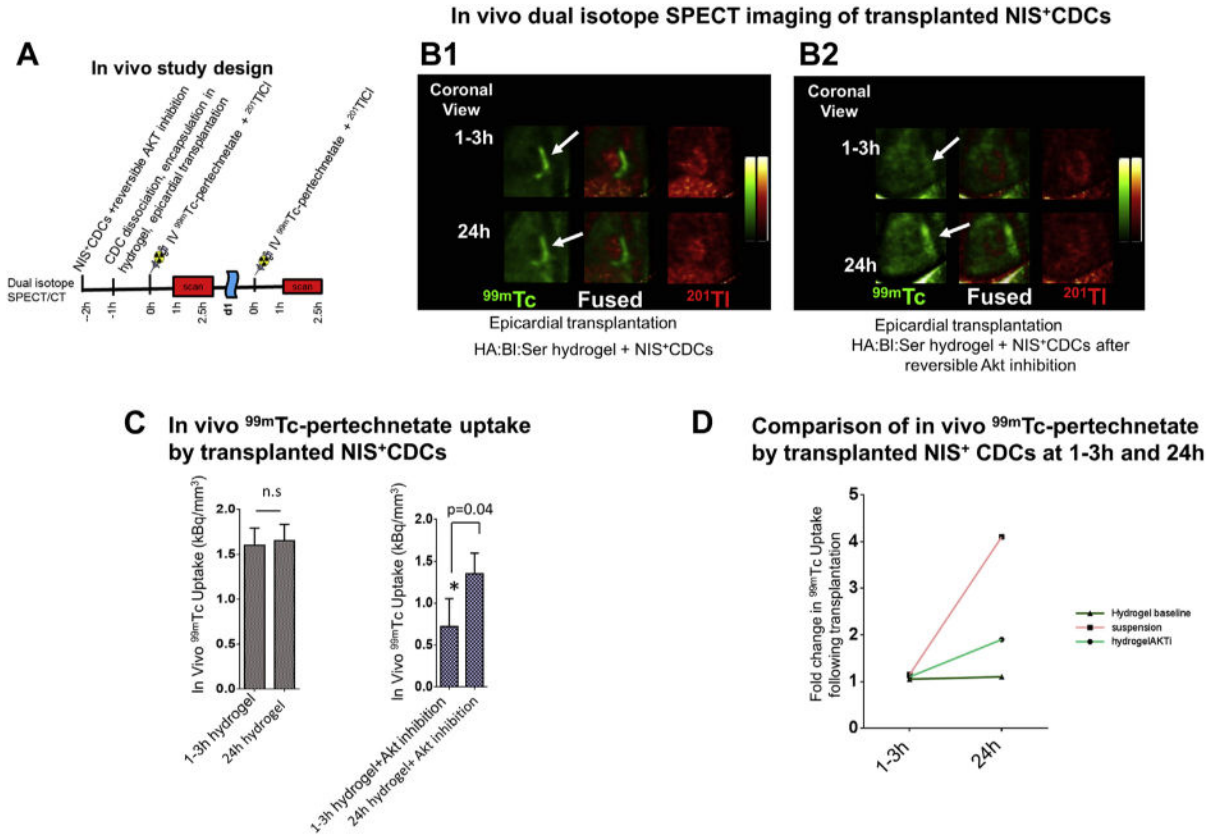 In vivo dual isotope SPECT imaging of transplanted NIS⁺CDCs
A
In vivo study design
NIS⁺CDCs +reversible AKT inhibition
CDC dissociation, encapsulation in
hydrogel, epicardial transplantation
IV ⁹⁹ᵐTc-pertechnetate + ²⁰¹TlCl
IV ⁹⁹ᵐTc-pertechnetate + ²⁰¹TlCl
Dual isotope
SPECT/CT
scan
scan
-2h
-1h
0h
1h
2.5h
d1
0h
1h
2.5h
B1
Coronal
View
1-3h
24h
⁹⁹ᵐTc
Fused
²⁰¹Tl
Epicardial transplantation
HA:BI:Ser hydrogel + NIS⁺CDCs
B2
Coronal
View
1-3h
24h
⁹⁹ᵐTc
Fused
²⁰¹Tl
Epicardial transplantation
HA:BI:Ser hydrogel + NIS⁺CDCs after
reversible Akt inhibition
C
In vivo ⁹⁹ᵐTc-pertechnetate uptake
by transplanted NIS⁺CDCs
In Vivo ⁹⁹ᵐTc Uptake (kBq/mm³)
2.0
1.5
1.0
0.5
0.0
n.s
1-3h hydrogel
24h hydrogel
In Vivo ⁹⁹ᵐTc Uptake (kBq/mm³)
2.0
1.5
1.0
0.5
0.0
p=0.04
*
1-3h hydrogel+Akt inhibition
24h hydrogel+ Akt inhibition
D
Comparison of in vivo ⁹⁹ᵐTc-pertechnetate
by transplanted NIS⁺ CDCs at 1-3h and 24h
Fold change in ⁹⁹ᵐTc Uptake
following transplantation
5
4
3
2
1
0
1-3h
24h
Hydrogel baseline
suspension
hydrogelAKTi